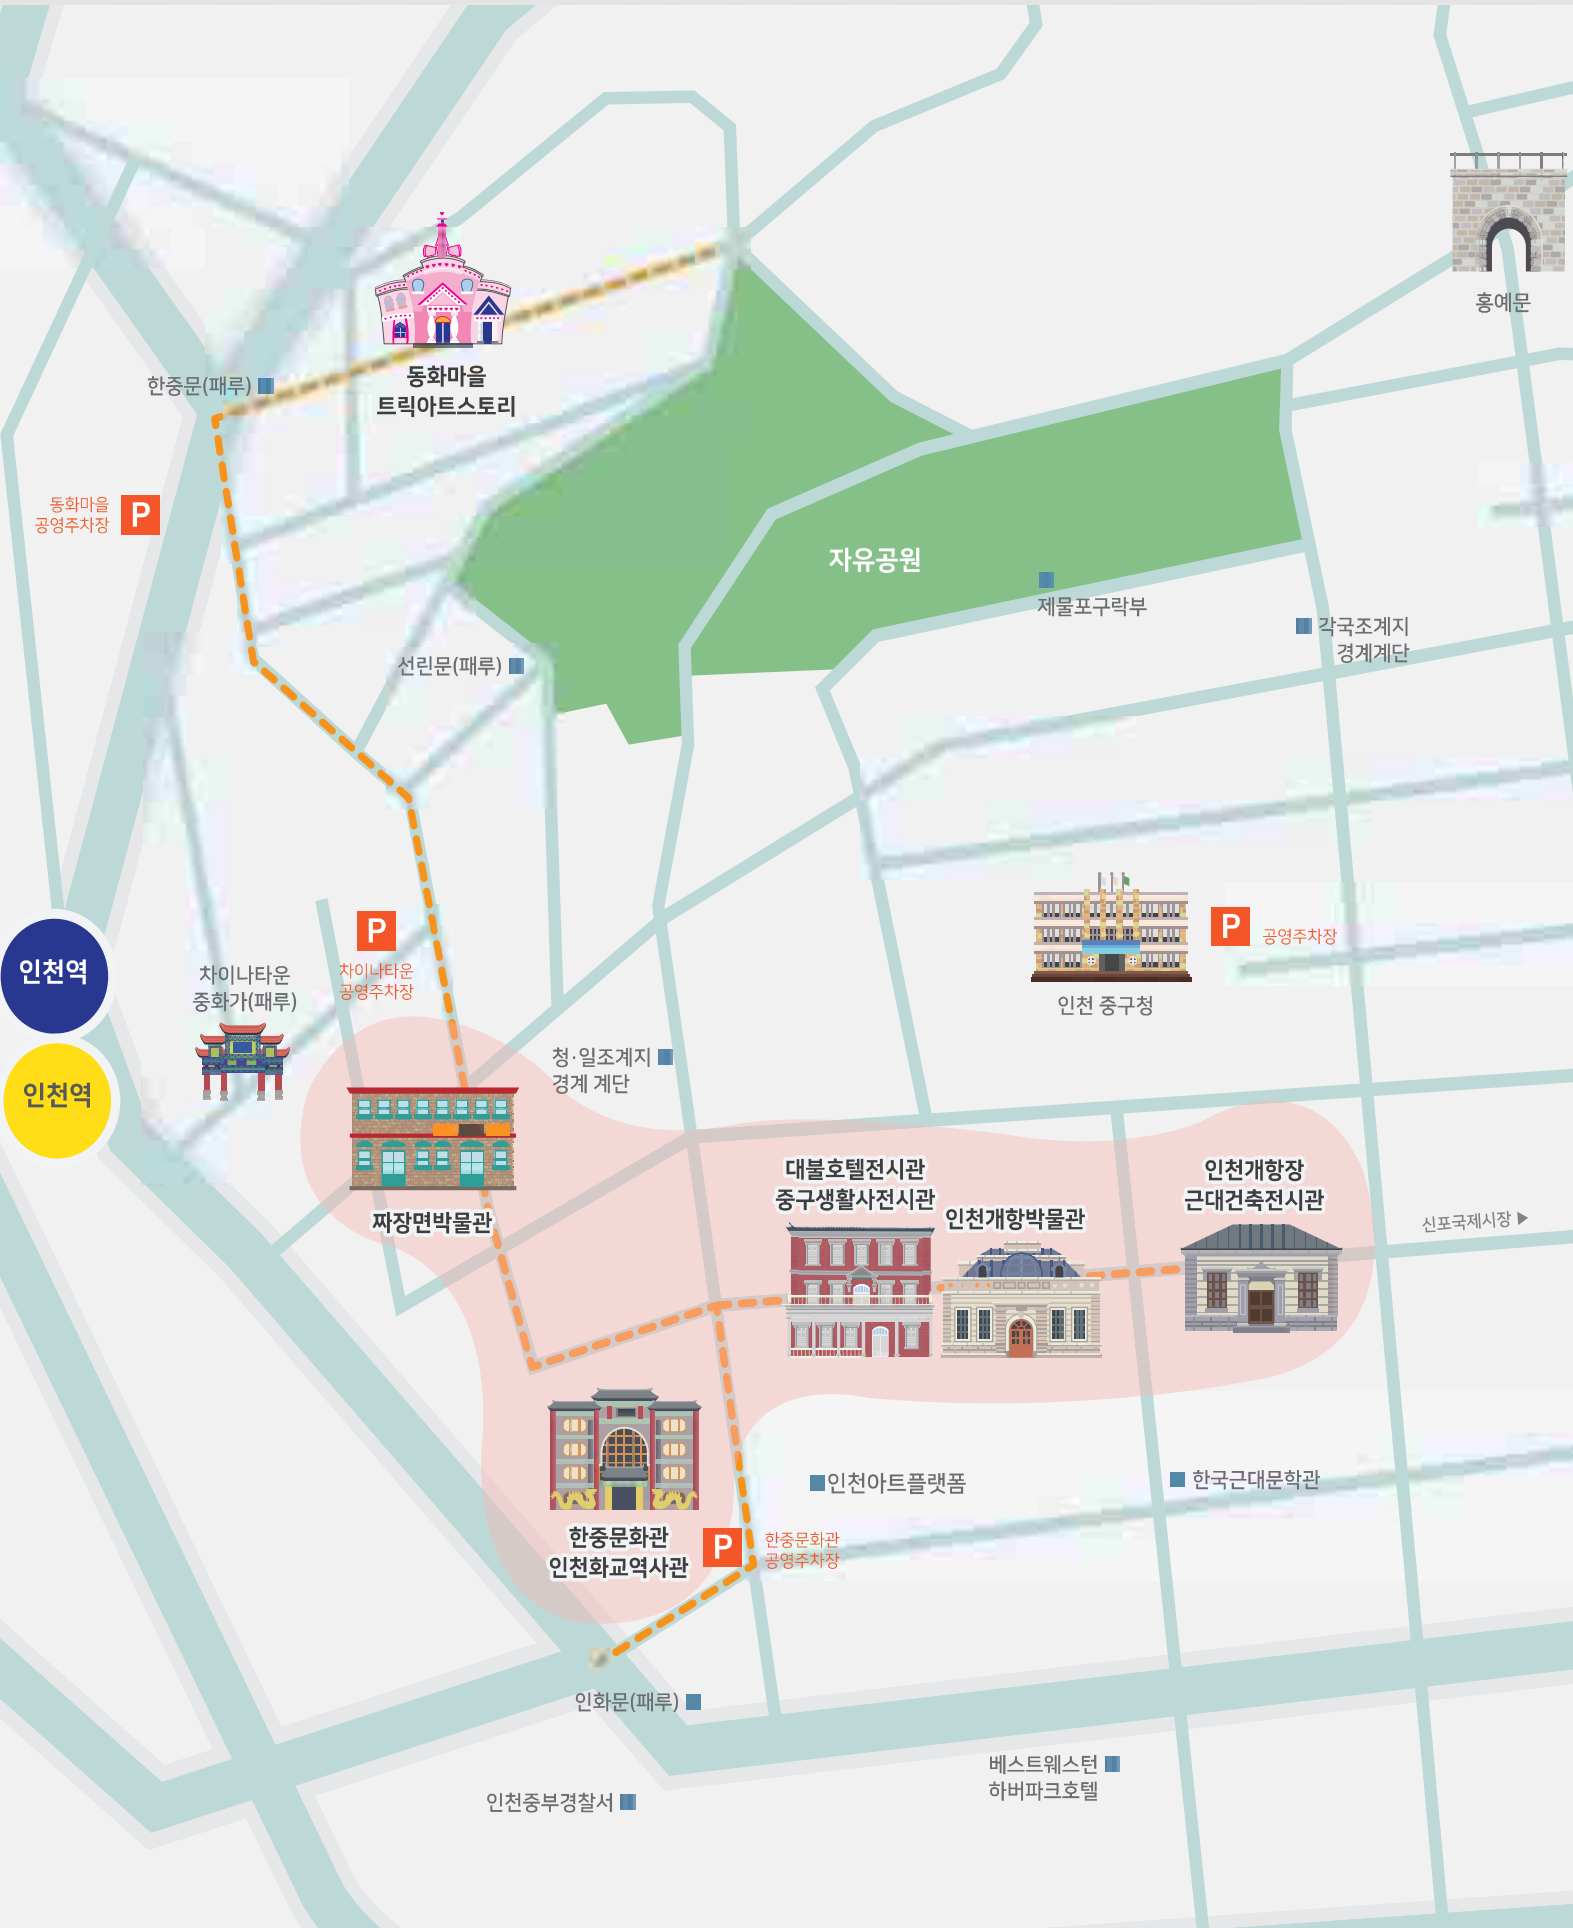 홍예문
한중문(패루)
동화마을
트릭아트스토리
동화마을
공영주차장
P
자유공원
제물포구락부
각국조계지
경계계단
선린문(패루)
P
차이나타운
공영주차장
P
공영주차장
인천역
차이나타운
중화가(패루)
인천 중구청
청·일조계지
경계 계단
인천역
대불호텔전시관
중구생활사전시관
인천개항박물관
인천개항장
근대건축전시관
짜장면박물관
신포국제시장 ▶
인천아트플랫폼
한국근대문학관
한중문화관
인천화교역사관
P
한중문화관
공영주차장
인화문(패루)
베스트웨스턴
하버파크호텔
인천중부경찰서